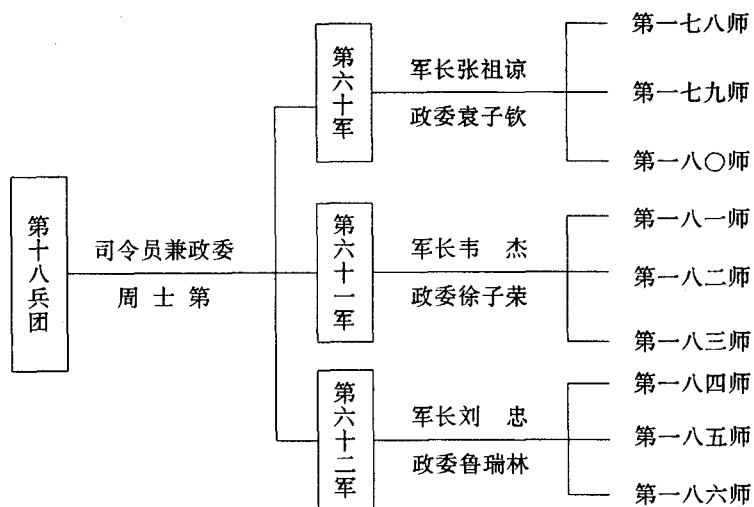 第十八兵团
司令员兼政委
周士第
第六十军
军长张祖谅
政委袁子钦
第一七八师
第一七九师
第一八〇师
第六十一军
军长韦 杰
政委徐子荣
第一八一师
第一八二师
第一八三师
第六十二军
军长刘 忠
政委鲁瑞林
第一八四师
第一八五师
第一八六师